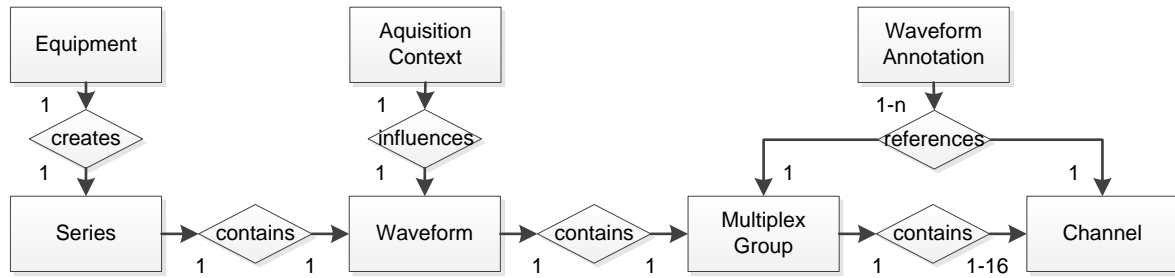 Equipment
Aquisition
Context
Waveform
Annotation
1
1
1-n
creates
influences
references
1
1
1
1
Series
contains
Waveform
contains
Multiplex
Group
contains
Channel
1
1
1
1
1
1-16